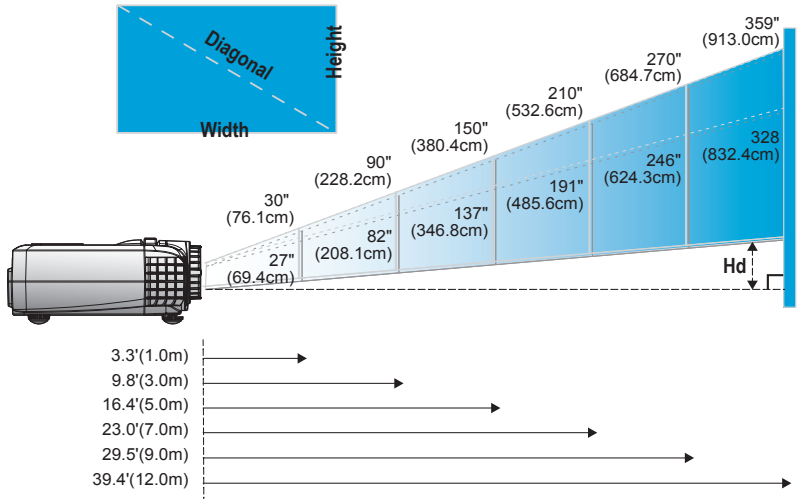 Diagonal
Height
Width
359"
(913.0cm)
270"
(684.7cm)
210"
(532.6cm)
150"
(380.4cm)
90"
(228.2cm)
30"
(76.1cm)
328
(832.4cm)
246"
(624.3cm)
191"
(485.6cm)
137"
(346.8cm)
82"
(208.1cm)
27"
(69.4cm)
Hd
3.3'(1.0m)
9.8'(3.0m)
16.4'(5.0m)
23.0'(7.0m)
29.5'(9.0m)
39.4'(12.0m)